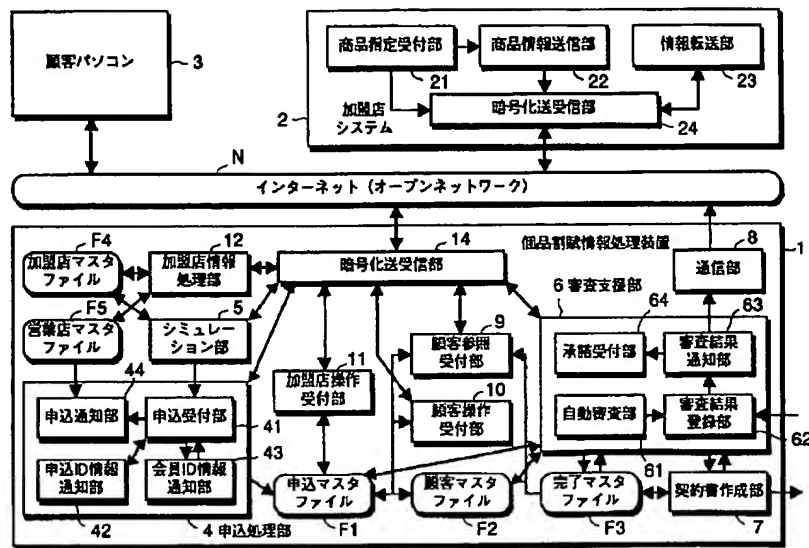 顧客パソコン
3
商品指定受付部
21
商品情報送信部
22
情報転送部
23
加盟店
システム
2
暗号化送受信部
24
N
インターネット (オープンネットワーク)
個品割賦情報処理装置
1
F4
加盟店マスタ
ファイル
12
加盟店情報
処理部
14
暗号化送受信部
8
通信部
F5
営業店マスタ
ファイル
5
シミュレー
ション部
9
顧客参照
受付部
6 審査支援部
64
承諾受付部
63
審査結果
通知部
11
加盟店操作
受付部
10
顧客操作
受付部
44
申込通知部
申込受付部
41
自動審査部
61
審査結果
登録部
62
申込ID情報
通知部
42
会員ID情報
通知部
43
4 申込処理部
申込マスタ
ファイル
F1
顧客マスタ
ファイル
F2
完了マスタ
ファイル
F3
契約書作成部
7